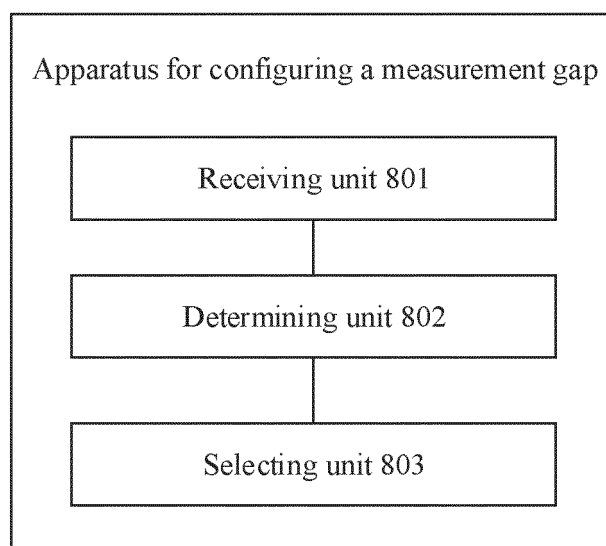 Apparatus for configuring a measurement gap
Receiving unit 801
Determining unit 802
Selecting unit 803